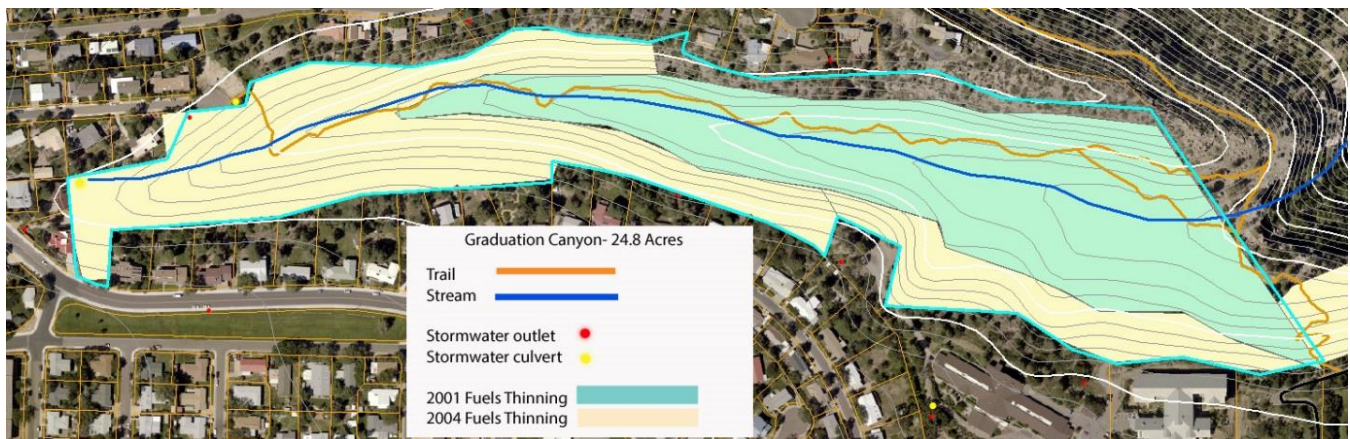 Graduation Canyon- 24.8 Acres
Trail
Stream
Stormwater outlet
Stormwater culvert
2001 Fuels Thinning
2004 Fuels Thinning